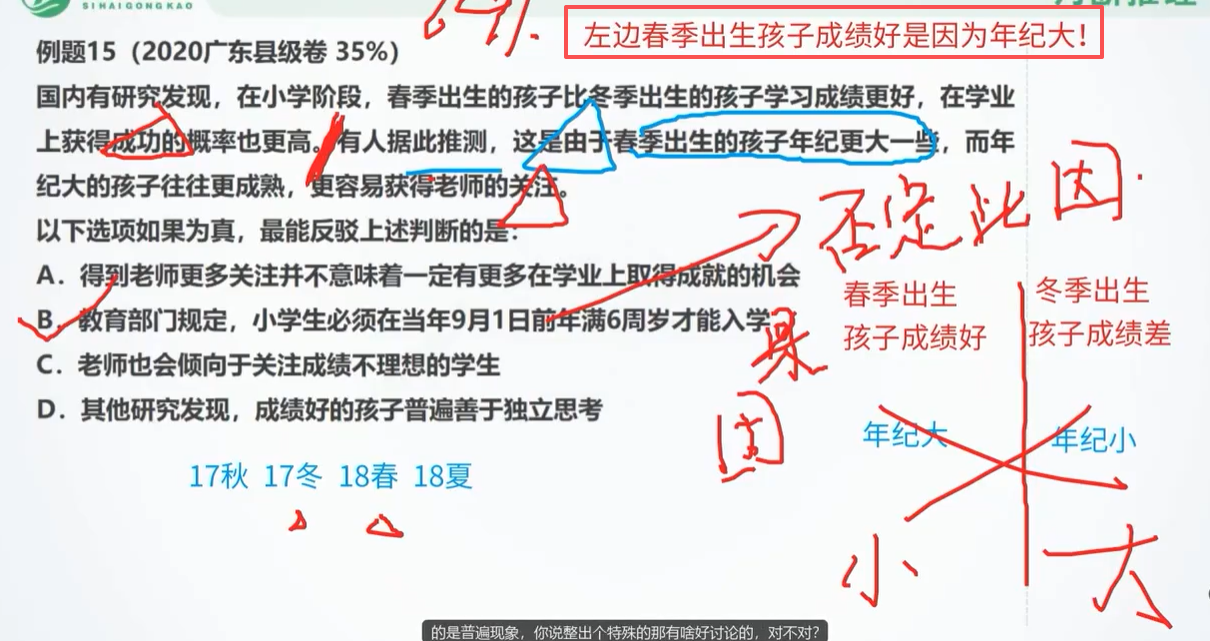 SIHAIGONGKAO
判断推理
左边春季出生孩子成绩好是因为年纪大!
例题15（2020广东县级卷 35%）
国内有研究发现，在小学阶段，春季出生的孩子比冬季出生的孩子学习成绩更好，在学业
上获得成功的概率也更高。有人据此推测，这是由于春季出生的孩子年纪更大一些，而年
纪大的孩子往往更成熟，更容易获得老师的关注。
以下选项如果为真，最能反驳上述判断的是：
A．得到老师更多关注并不意味着一定有更多在学业上取得成就的机会
B．教育部门规定，小学生必须在当年9月1日前年满6周岁才能入学
C．老师也会倾向于关注成绩不理想的学生
D．其他研究发现，成绩好的孩子普遍善于独立思考
否定此因
春季出生
孩子成绩好
冬季出生
孩子成绩差
果
因
年纪大
年纪小
小
大
17秋 17冬 18春 18夏
的是普遍现象，你说整出个特殊的那有啥好讨论的，对不对?